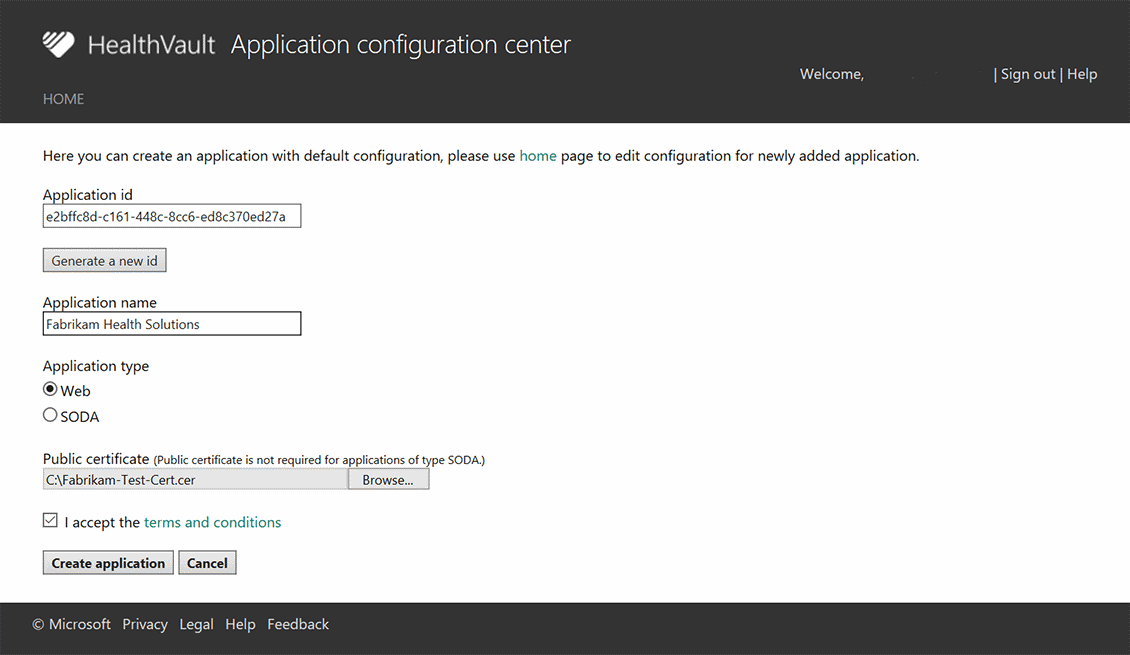 HealthVault Application configuration center
Welcome, | Sign out | Help
HOME
Here you can create an application with default configuration, please use home page to edit configuration for newly added application.
Application id
e2bffc8d-c161-448c-8cc6-ed8c370ed27a
Generate a new id
Application name
Fabrikam Health Solutions
Application type
Web
SODA
Public certificate (Public certificate is not required for applications of type SODA.)
C:\Fabrikam-Test-Cert.cer Browse...
I accept the terms and conditions
Create application Cancel
© Microsoft Privacy Legal Help Feedback